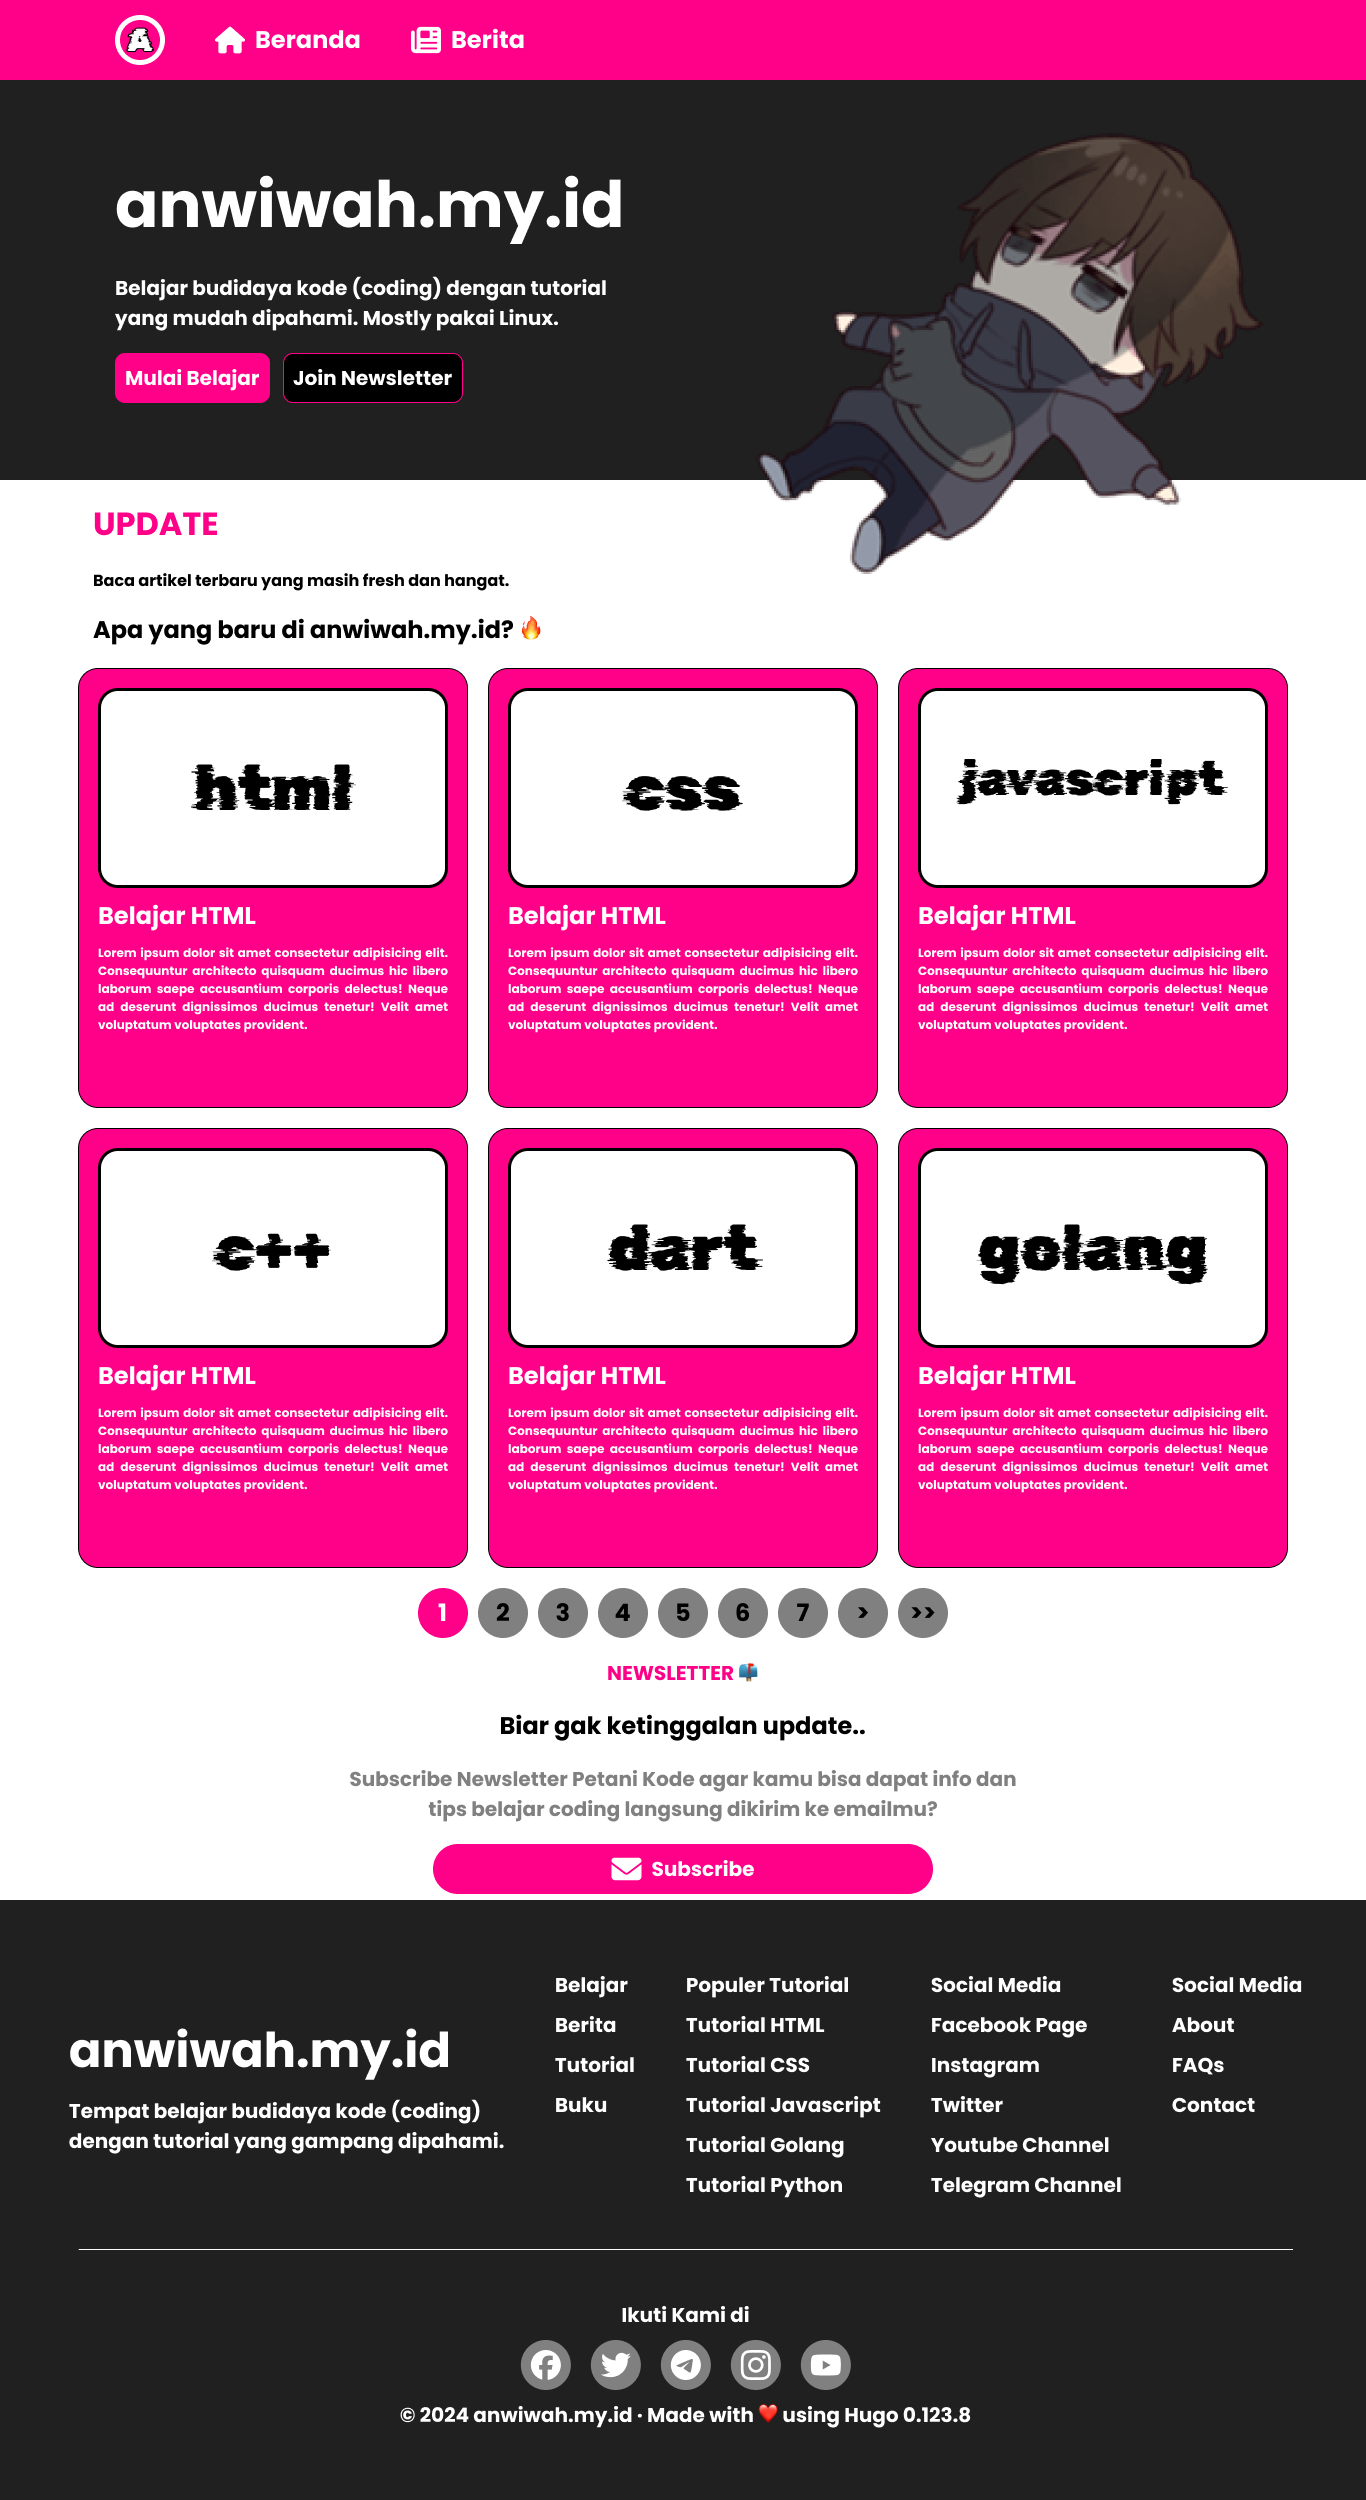 A
Beranda
Berita
anwiwah.my.id
Belajar budidaya kode (coding) dengan tutorial
yang mudah dipahami. Mostly pakai Linux.
Mulai Belajar
Join Newsletter
UPDATE
Baca artikel terbaru yang masih fresh dan hangat.
Apa yang baru di anwiwah.my.id? 🔥
html
Belajar HTML
Lorem ipsum dolor sit amet consectetur adipisicing elit.
Consequuntur architecto quisquam ducimus hic libero
laborum saepe accusantium corporis delectus! Neque
ad deserunt dignissimos ducimus tenetur! Velit amet
voluptatum voluptates provident.
css
Belajar HTML
Lorem ipsum dolor sit amet consectetur adipisicing elit.
Consequuntur architecto quisquam ducimus hic libero
laborum saepe accusantium corporis delectus! Neque
ad deserunt dignissimos ducimus tenetur! Velit amet
voluptatum voluptates provident.
javascript
Belajar HTML
Lorem ipsum dolor sit amet consectetur adipisicing elit.
Consequuntur architecto quisquam ducimus hic libero
laborum saepe accusantium corporis delectus! Neque
ad deserunt dignissimos ducimus tenetur! Velit amet
voluptatum voluptates provident.
c++
Belajar HTML
Lorem ipsum dolor sit amet consectetur adipisicing elit.
Consequuntur architecto quisquam ducimus hic libero
laborum saepe accusantium corporis delectus! Neque
ad deserunt dignissimos ducimus tenetur! Velit amet
voluptatum voluptates provident.
dart
Belajar HTML
Lorem ipsum dolor sit amet consectetur adipisicing elit.
Consequuntur architecto quisquam ducimus hic libero
laborum saepe accusantium corporis delectus! Neque
ad deserunt dignissimos ducimus tenetur! Velit amet
voluptatum voluptates provident.
golang
Belajar HTML
Lorem ipsum dolor sit amet consectetur adipisicing elit.
Consequuntur architecto quisquam ducimus hic libero
laborum saepe accusantium corporis delectus! Neque
ad deserunt dignissimos ducimus tenetur! Velit amet
voluptatum voluptates provident.
1 2 3 4 5 6 7 > >>
NEWSLETTER 📬
Biar gak ketinggalan update..
Subscribe Newsletter Petani Kode agar kamu bisa dapat info dan
tips belajar coding langsung dikirim ke emailmu?
Subscribe
anwiwah.my.id
Tempat belajar budidaya kode (coding)
dengan tutorial yang gampang dipahami.
Belajar
Berita
Tutorial
Buku
Populer Tutorial
Tutorial HTML
Tutorial CSS
Tutorial Javascript
Tutorial Golang
Tutorial Python
Social Media
Facebook Page
Instagram
Twitter
Youtube Channel
Telegram Channel
Social Media
About
FAQs
Contact
Ikuti Kami di
© 2024 anwiwah.my.id · Made with ❤️ using Hugo 0.123.8